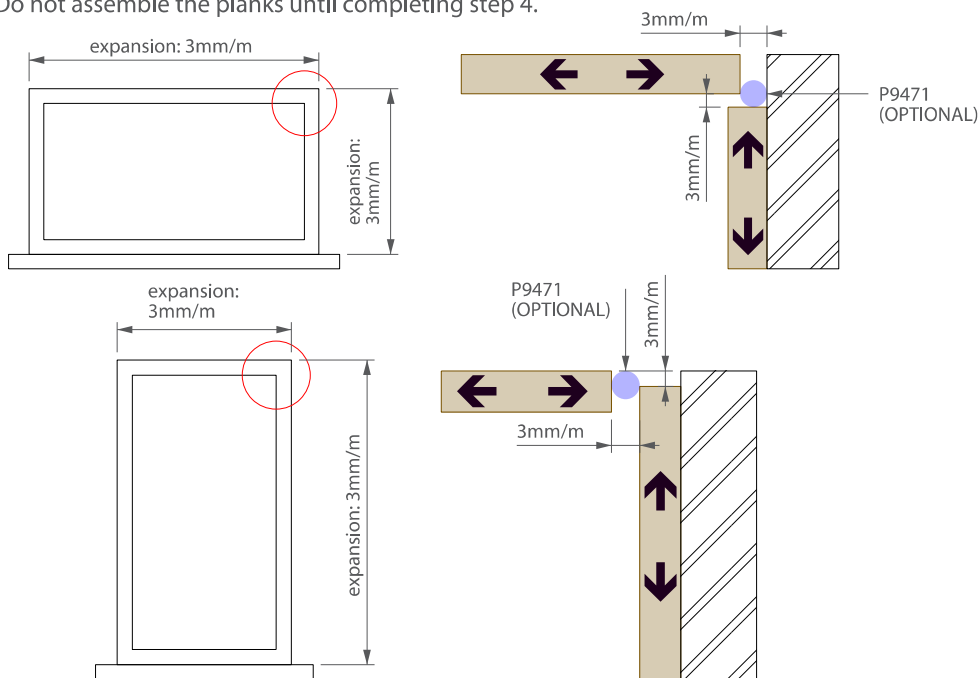 Do not assemble the planks until completing step 4.
expansion: 3mm/m
expansion:
3mm/m
3mm/m
3mm/m
P9471
(OPTIONAL)
expansion:
3mm/m
expansion: 3mm/m
P9471
(OPTIONAL)
3mm/m
3mm/m